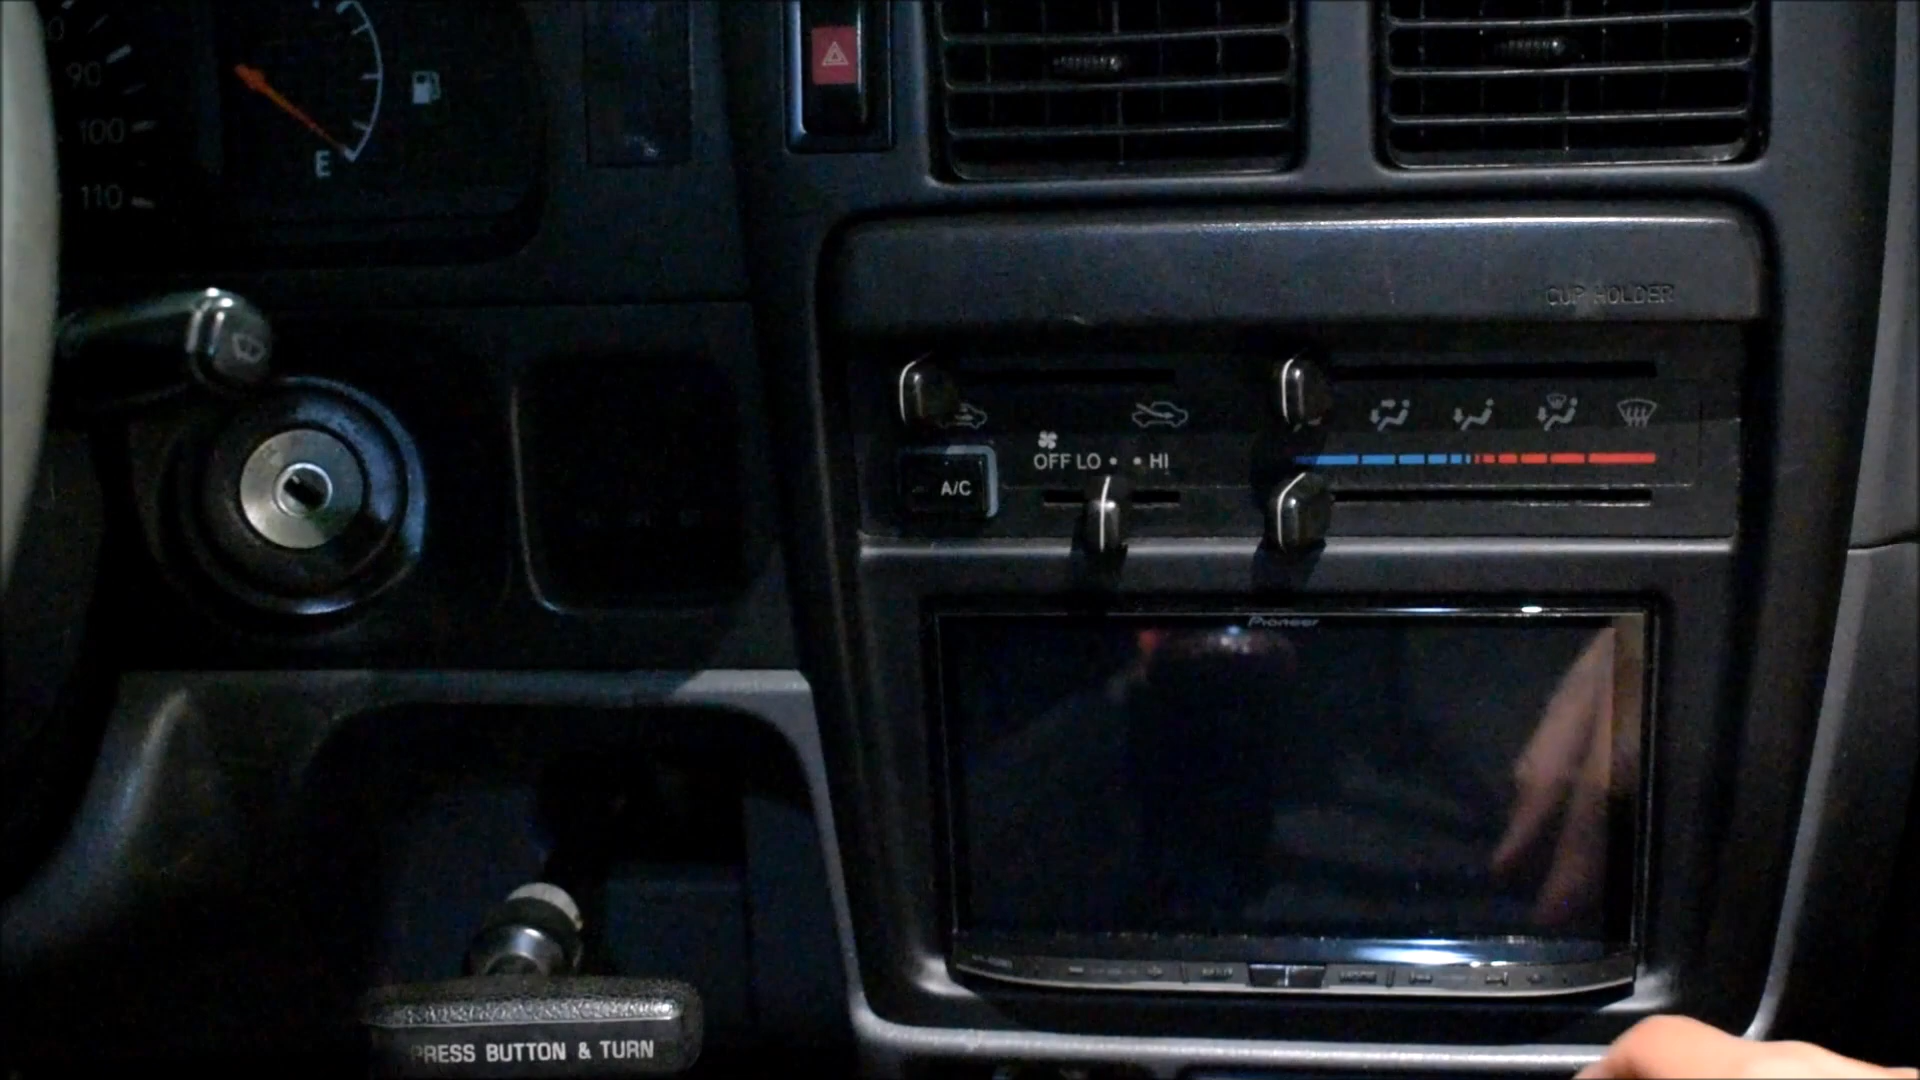 90
100
110
E
CUP HOLDER
OFF LO • • HI
A/C
Pioneer
PRESS BUTTON & TURN